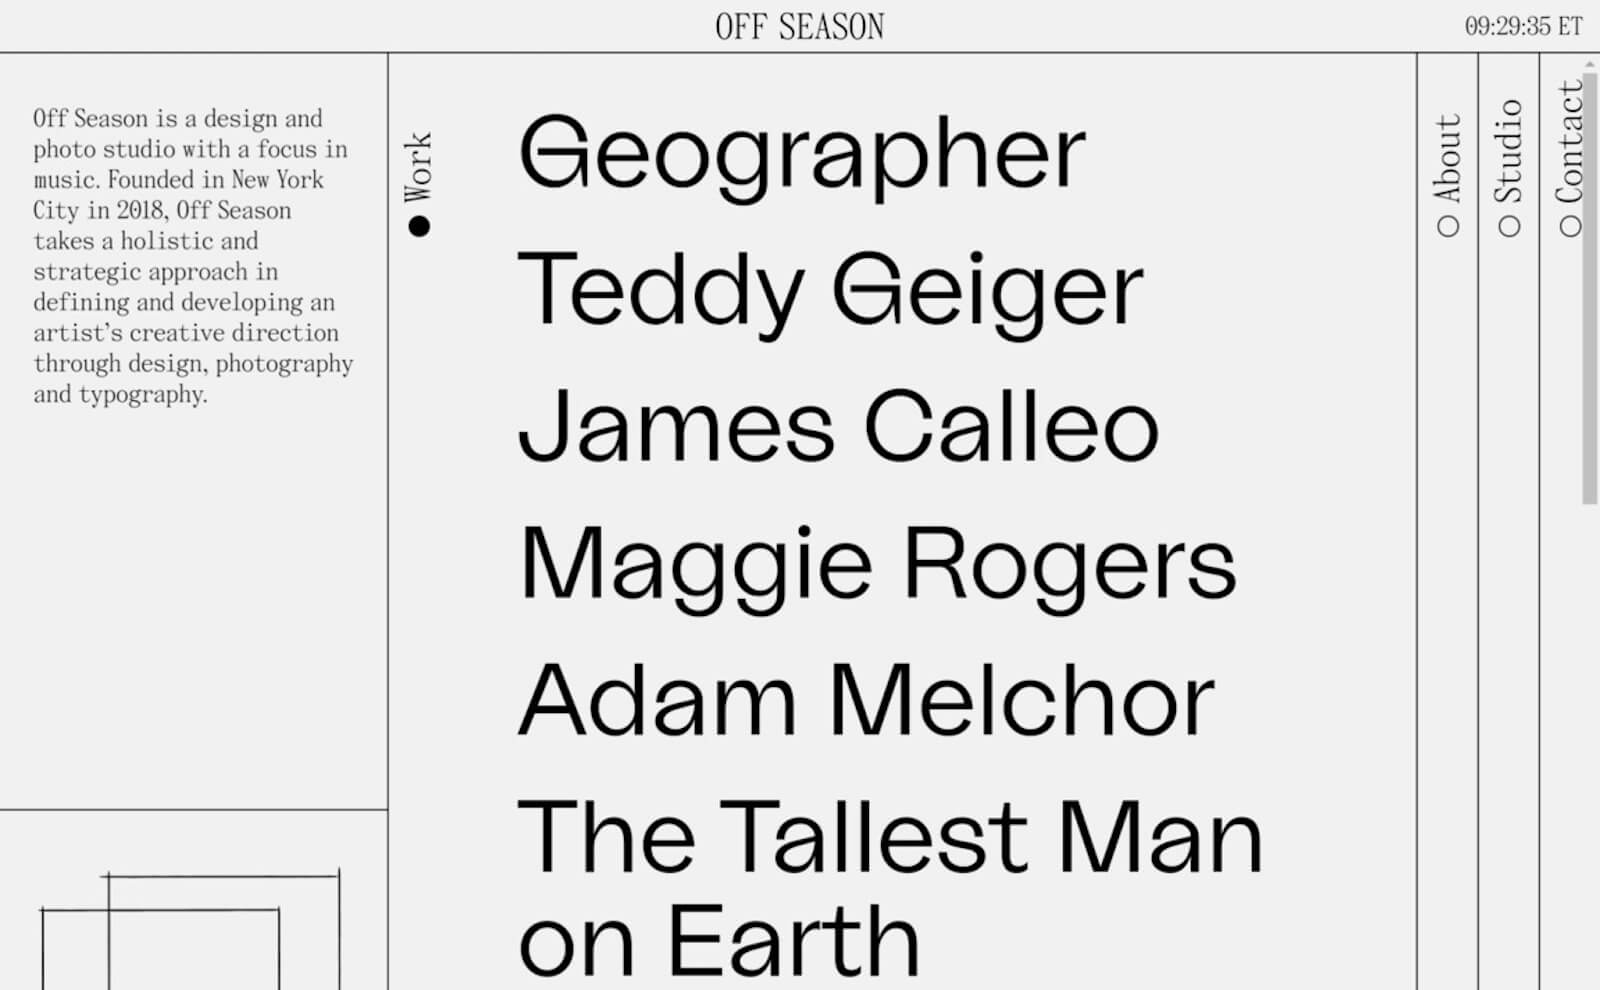 OFF SEASON
09:29:35 ET
Off Season is a design and
photo studio with a focus in
music. Founded in New York
City in 2018, Off Season
takes a holistic and
strategic approach in
defining and developing an
artist’s creative direction
through design, photography
and typography.
Work
Geographer
Teddy Geiger
James Calleo
Maggie Rogers
Adam Melchor
The Tallest Man
on Earth
About
Studio
Contact